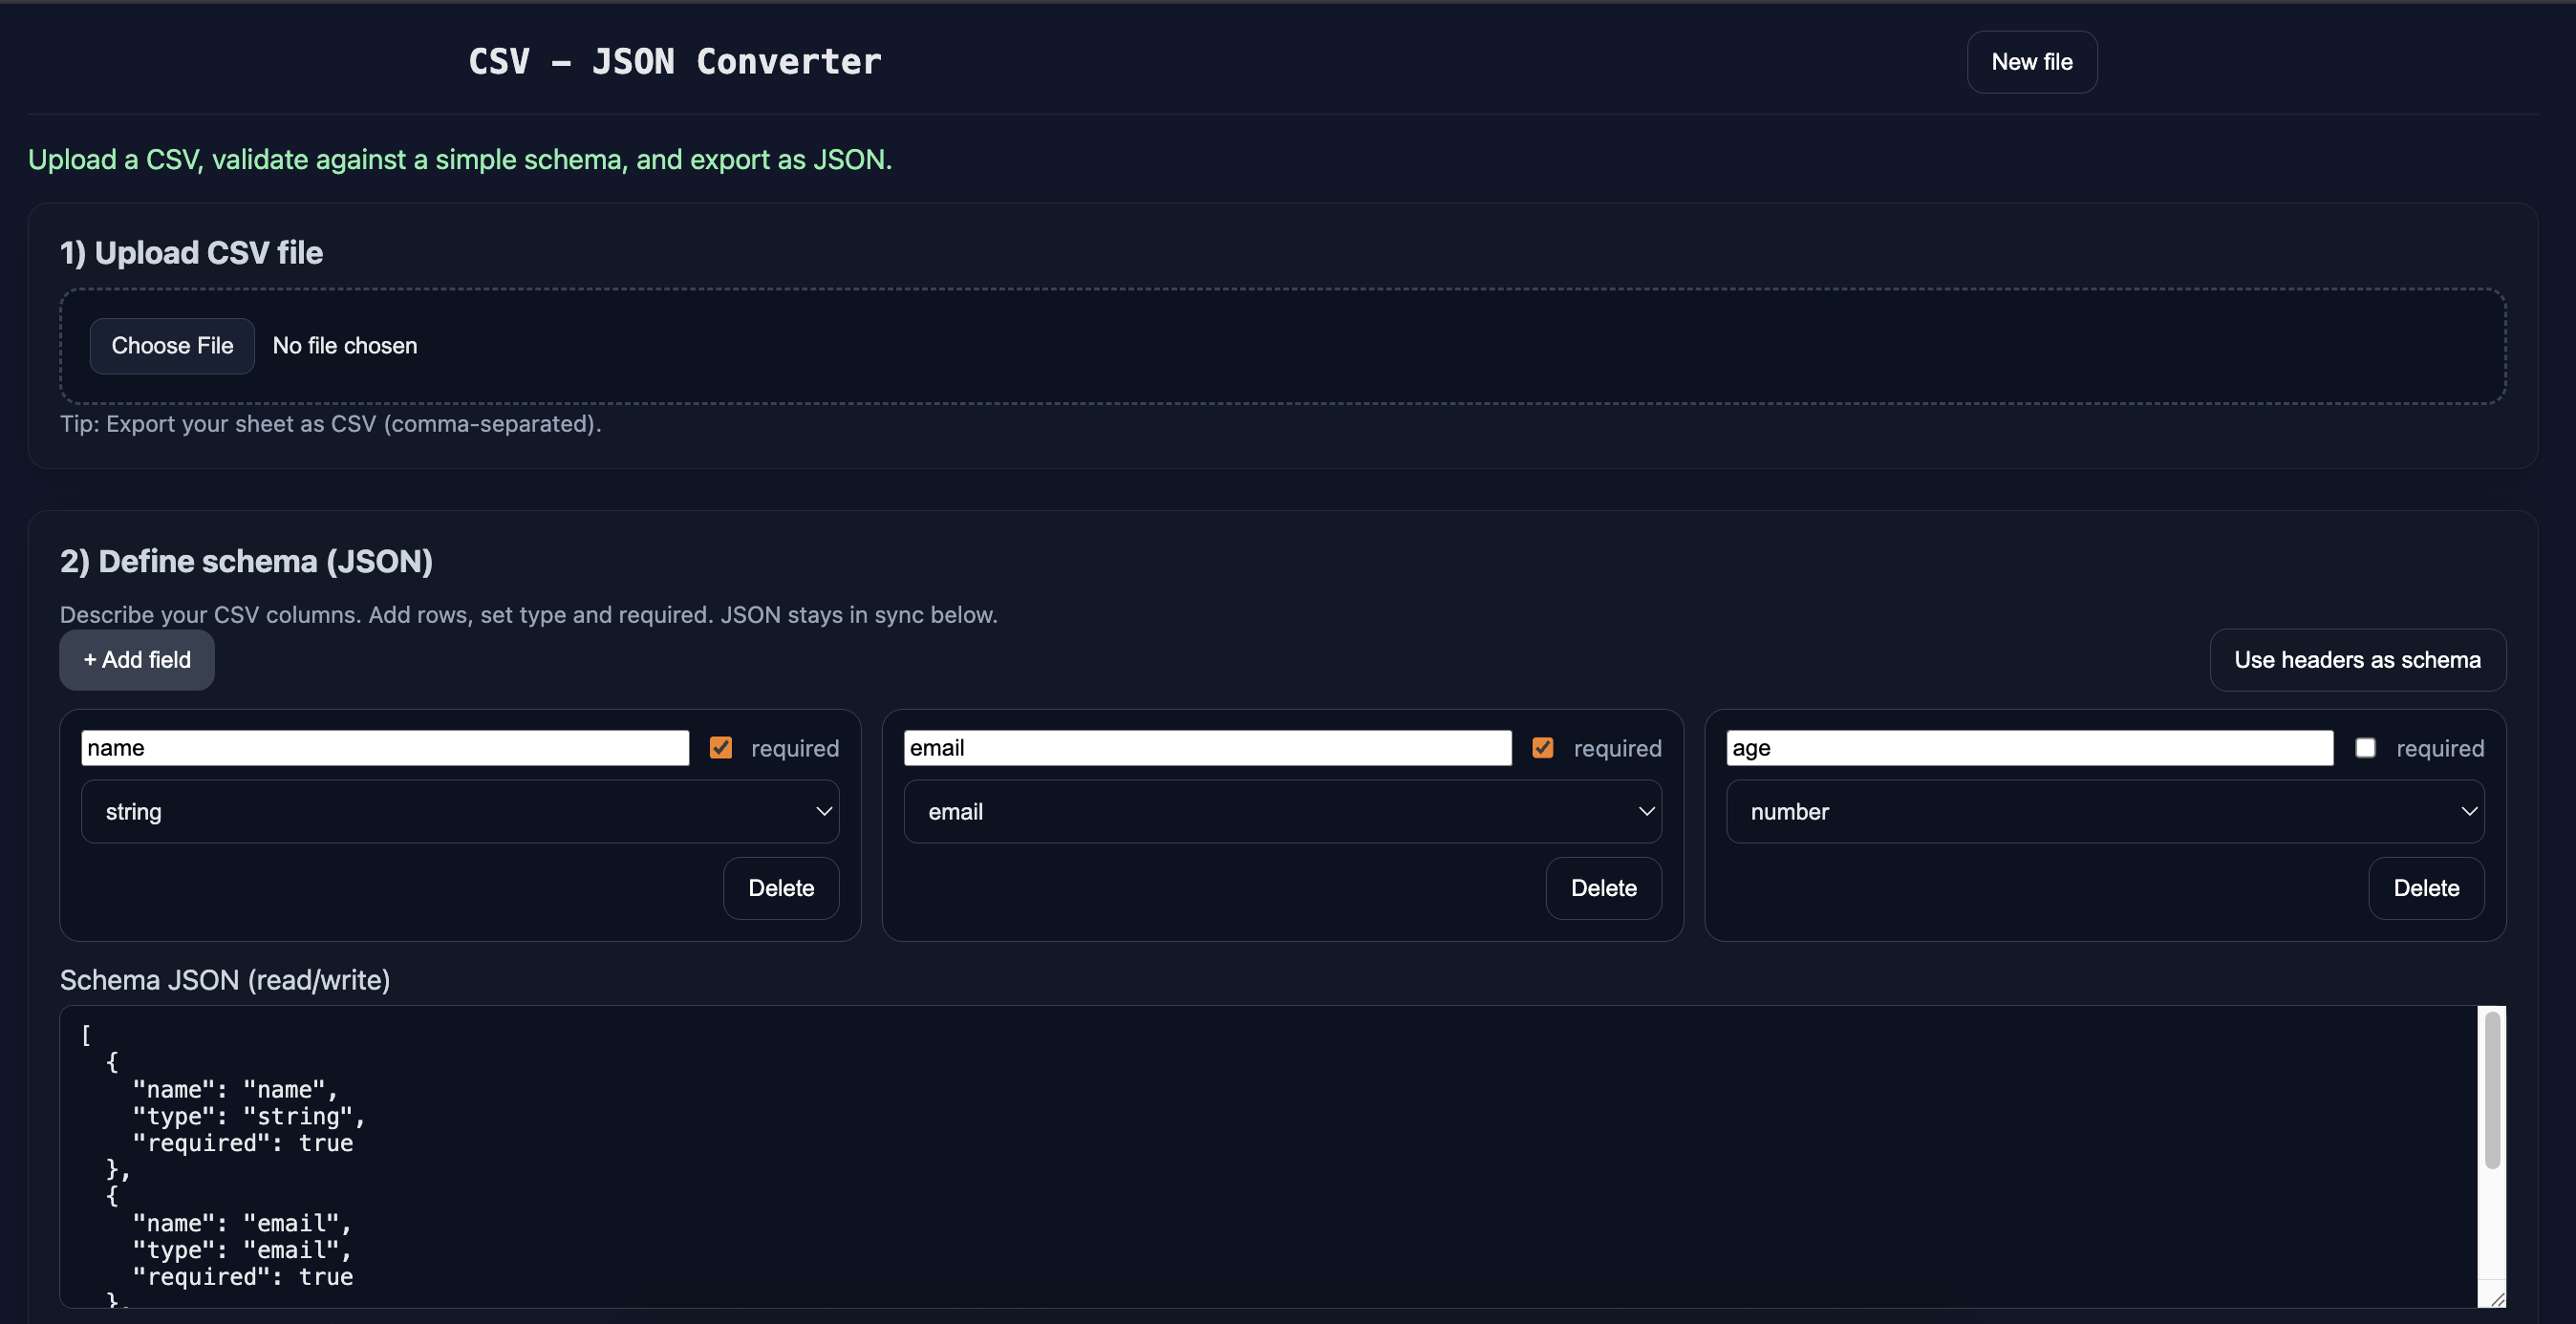 CSV – JSON Converter
New file
Upload a CSV, validate against a simple schema, and export as JSON.
1) Upload CSV file
Choose File No file chosen
Tip: Export your sheet as CSV (comma-separated).
2) Define schema (JSON)
Describe your CSV columns. Add rows, set type and required. JSON stays in sync below.
+ Add field
Use headers as schema
name required
string
Delete
email required
email
Delete
age required
number
Delete
Schema JSON (read/write)
[
  {
    "name": "name",
    "type": "string",
    "required": true
  },
  {
    "name": "email",
    "type": "email",
    "required": true
  },